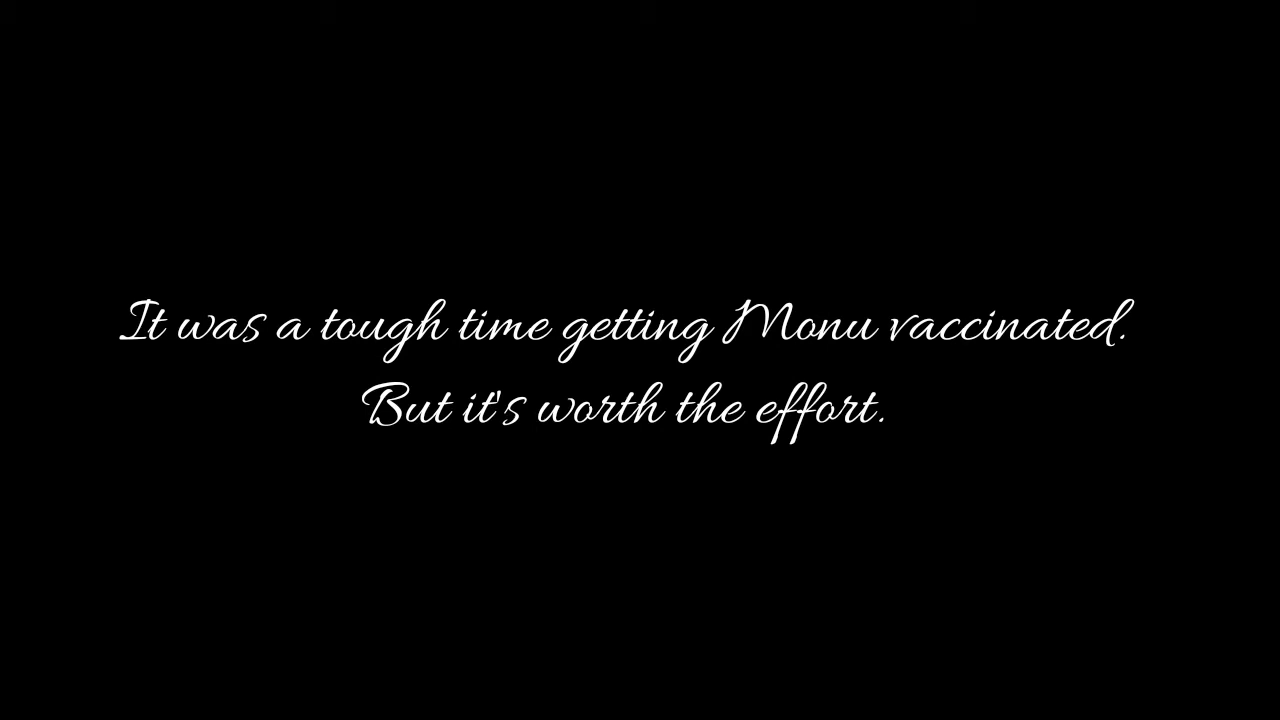 It was a tough time getting Monu vaccinated.
But it's worth the effort.